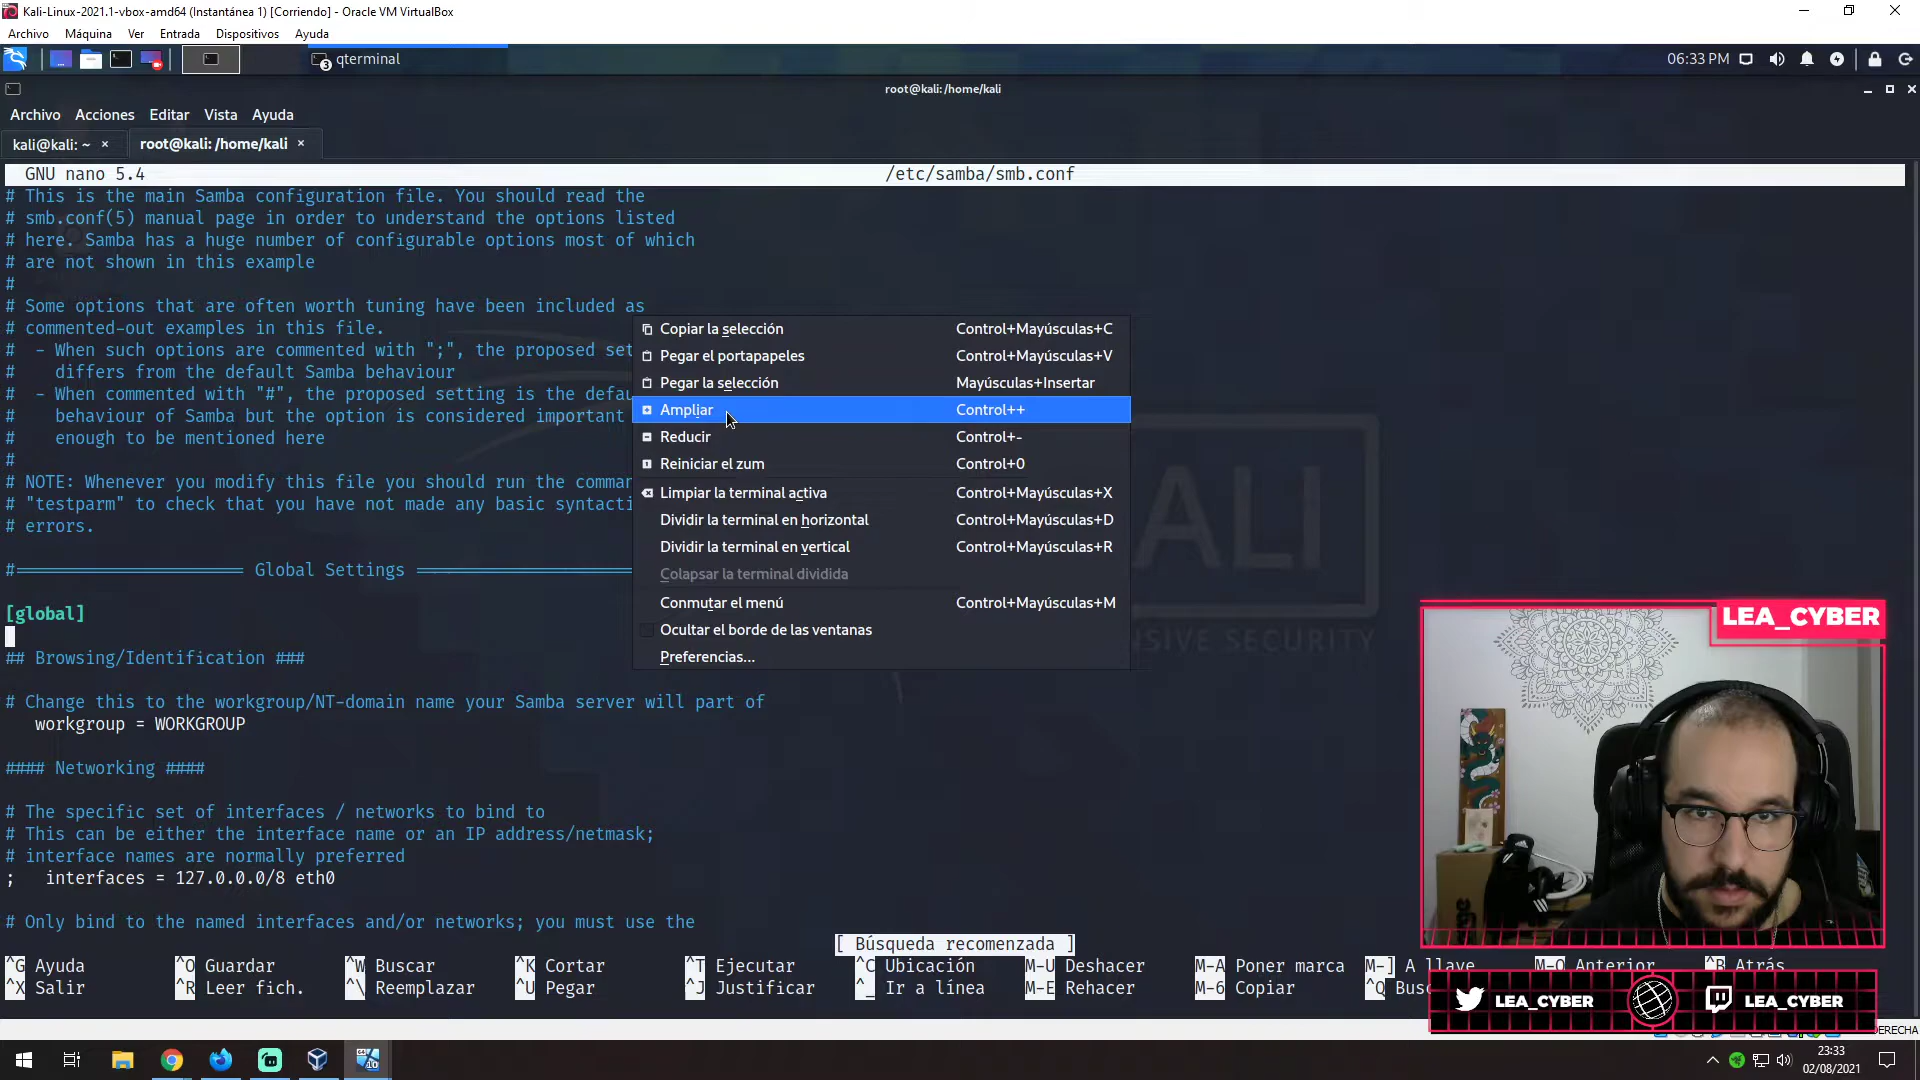 Kali-Linux-2021.1-vbox-amd64 (Instantánea 1) [Corriendo] - Oracle VM VirtualBox
Archivo Máquina Ver Entrada Dispositivos Ayuda
3 qterminal 06:33 PM
root@kali: /home/kali
Archivo Acciones Editar Vista Ayuda
kali@kali: ~ × root@kali: /home/kali ×
GNU nano 5.4 /etc/samba/smb.conf
# This is the main Samba configuration file. You should read the
# smb.conf(5) manual page in order to understand the options listed
# here. Samba has a huge number of configurable options most of which
# are not shown in this example
#
# Some options that are often worth tuning have been included as
# commented-out examples in this file.
#  - When such options are commented with ";", the proposed set
#    differs from the default Samba behaviour
#  - When commented with "#", the proposed setting is the defau
#    behaviour of Samba but the option is considered important
#    enough to be mentioned here
#
# NOTE: Whenever you modify this file you should run the comman
# "testparm" to check that you have not made any basic syntacti
# errors.
#======================= Global Settings =======================
[global]
## Browsing/Identification ###
# Change this to the workgroup/NT-domain name your Samba server will part of
workgroup = WORKGROUP
#### Networking ####
# The specific set of interfaces / networks to bind to
# This can be either the interface name or an IP address/netmask;
# interface names are normally preferred
;   interfaces = 127.0.0.0/8 eth0
# Only bind to the named interfaces and/or networks; you must use the
[ Búsqueda recomenzada ]
^G Ayuda ^O Guardar ^W Buscar ^K Cortar ^T Ejecutar ^C Ubicación M-U Deshacer M-A Poner marca M-] A llave M-Q Anterior ^B Atrás
^X Salir ^R Leer fich. ^\ Reemplazar ^U Pegar ^J Justificar ^_ Ir a línea M-E Rehacer M-6 Copiar ^Q Bus
Copiar la selección Control+Mayúsculas+C
Pegar el portapapeles Control+Mayúsculas+V
Pegar la selección Mayúsculas+Insertar
Ampliar Control++
Reducir Control+-
Reiniciar el zum Control+0
Limpiar la terminal activa Control+Mayúsculas+X
Dividir la terminal en horizontal Control+Mayúsculas+D
Dividir la terminal en vertical Control+Mayúsculas+R
Colapsar la terminal dividida
Conmutar el menú Control+Mayúsculas+M
Ocultar el borde de las ventanas
Preferencias...
ALI
NSIVE SECURITY
LEA_CYBER
LEA_CYBER LEA_CYBER
DERECHA
23:33
02/08/2021